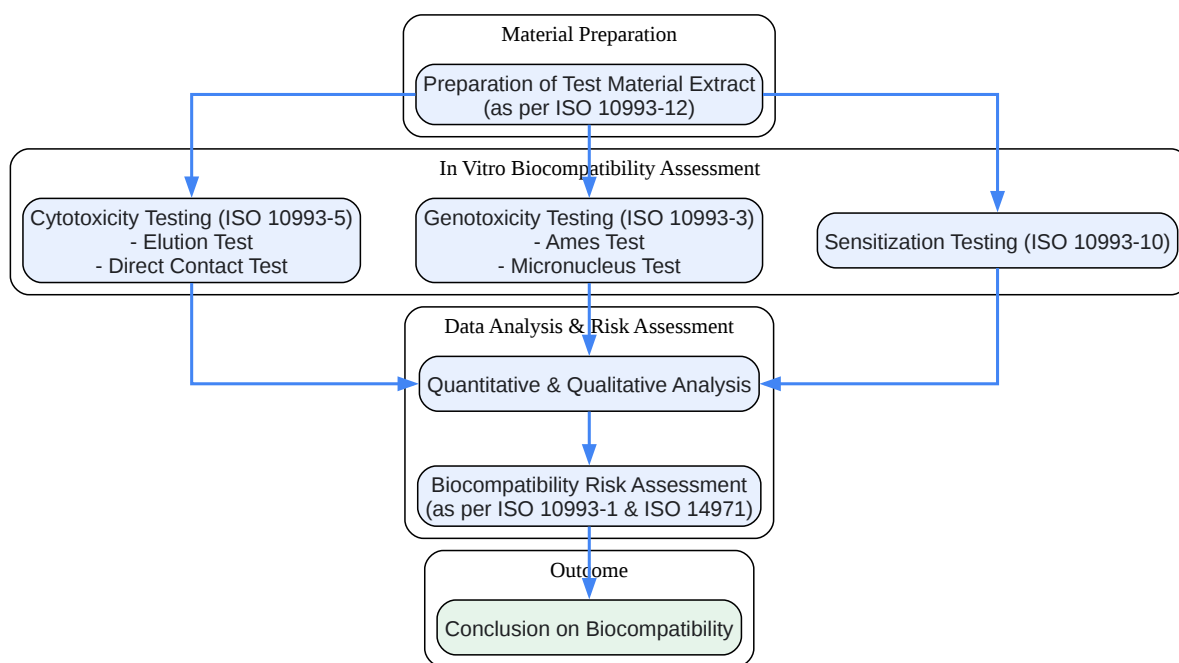 Material Preparation
Preparation of Test Material Extract
(as per ISO 10993-12)
In Vitro Biocompatibility Assessment
Cytotoxicity Testing (ISO 10993-5)
- Elution Test
- Direct Contact Test
Genotoxicity Testing (ISO 10993-3)
- Ames Test
- Micronucleus Test
Sensitization Testing (ISO 10993-10)
Data Analysis & Risk Assessment
Quantitative & Qualitative Analysis
Biocompatibility Risk Assessment
(as per ISO 10993-1 & ISO 14971)
Outcome
Conclusion on Biocompatibility